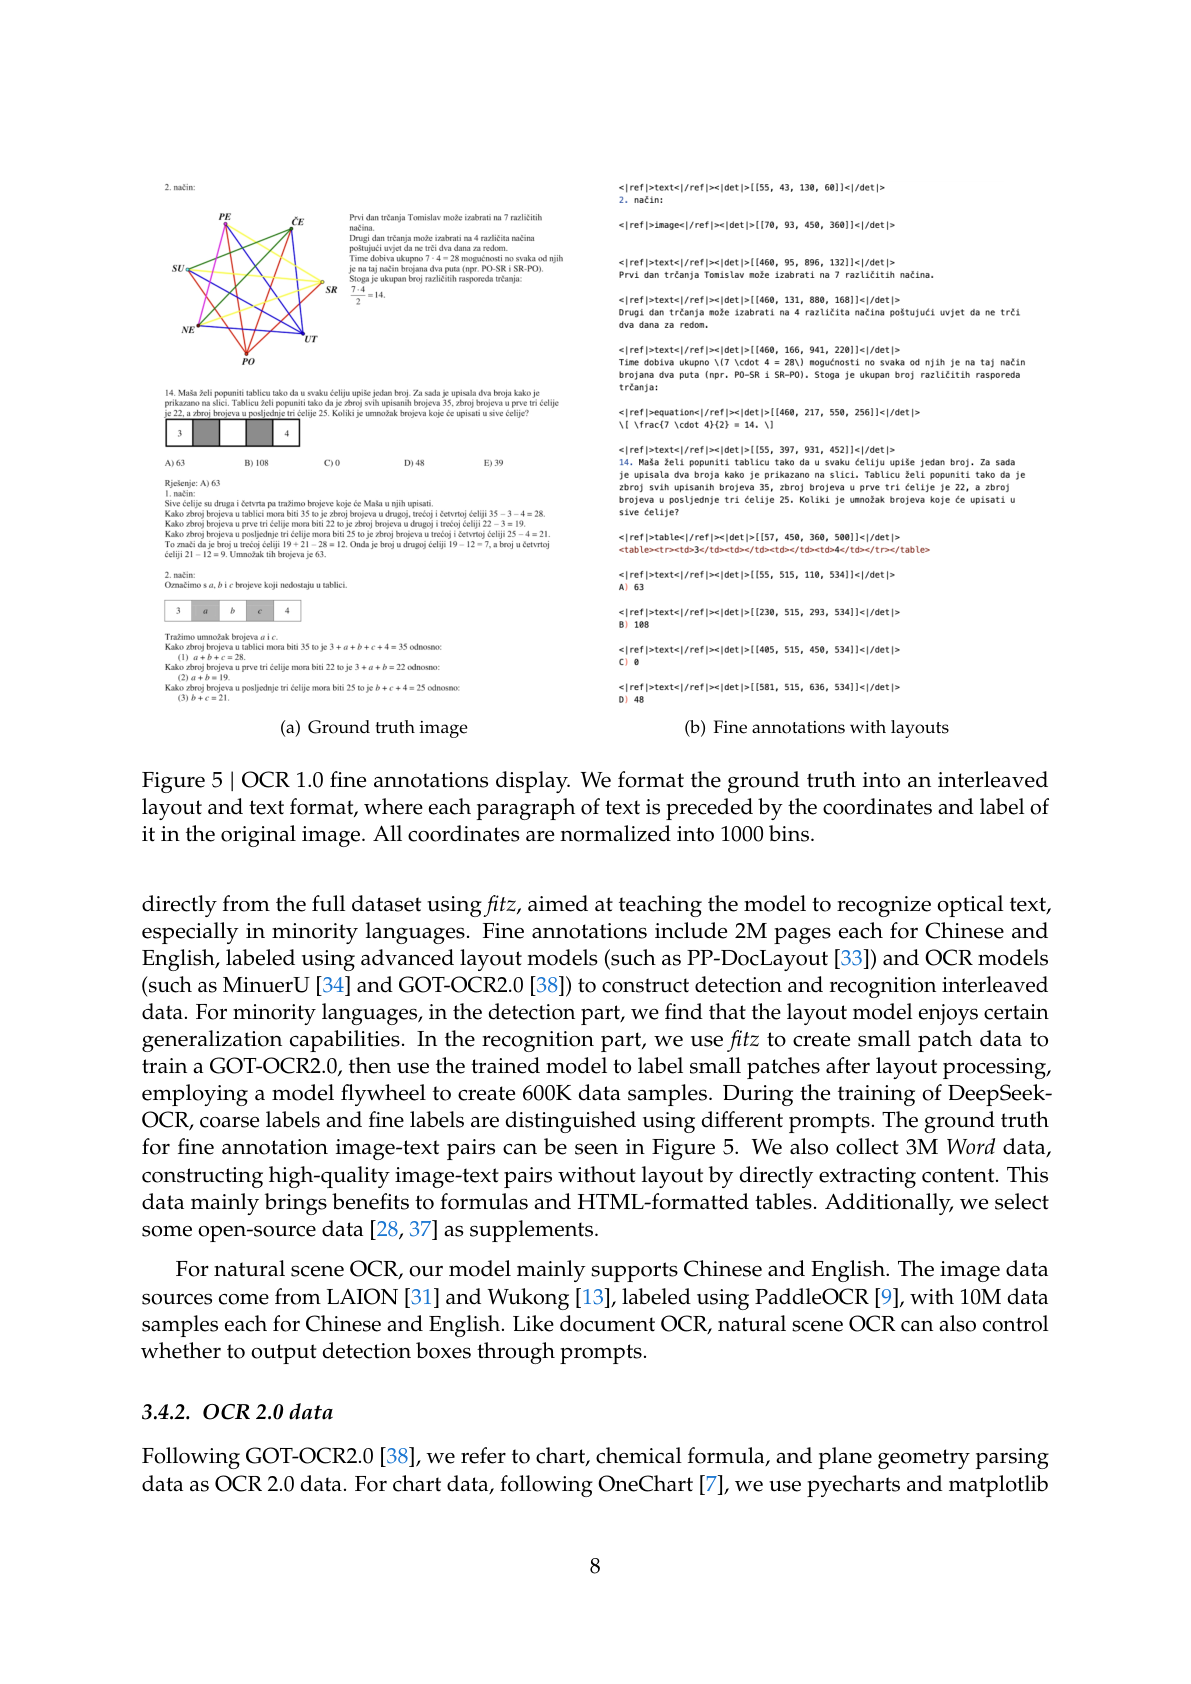 2. način:
PE
ČE
SU
SR
NE
UT
PO
Prvi dan trčanja Tomislav može izabrati na 7 različitih
načina.
Drugi dan trčanja može izabrati na 4 različita načina
poštujući uvjet da ne trči dva dana za redom.
Time dobiva ukupno 7 · 4 = 28 mogućnosti no svaka od njih
je na taj način brojana dva puta (npr. PO-SR i SR-PO).
Stoga je ukupan broj različitih rasporeda trčanja:
7·4
2
=14.
14. Maša želi popuniti tablicu tako da u svaku ćeliju upiše jedan broj. Za sada je upisala dva broja kako je
prikazano na slici. Tablicu želi popuniti tako da je zbroj svih upisanih brojeva 35, zbroj brojeva u prve tri ćelije
je 22, a zbroj brojeva u posljednje tri ćelije 25. Koliki je umnožak brojeva koje će upisati u sive ćelije?
3 4
A) 63 B) 108 C) 0 D) 48 E) 39
Rješenje: A) 63
1. način:
Sive ćelije su druga i četvrta pa tražimo brojeve koje će Maša u njih upisati.
Kako zbroj brojeva u tablici mora biti 35 to je zbroj brojeva u drugoj, trećoj i četvrtoj ćeliji 35 − 3 − 4 = 28.
Kako zbroj brojeva u prve tri ćelije mora biti 22 to je zbroj brojeva u drugoj i trećoj ćeliji 22 − 3 = 19.
Kako zbroj brojeva u posljednje tri ćelije mora biti 25 to je zbroj brojeva u trećoj i četvrtoj ćeliji 25 − 4 = 21.
To znači da je broj u trećoj ćeliji 19 + 21 − 28 = 12. Onda je broj u drugoj ćeliji 19 − 12 = 7, a broj u četvrtoj
ćeliji 21 − 12 = 9. Umnožak tih brojeva je 63.
2. način:
Označimo s a, b i c brojeve koji nedostaju u tablici.
3 a b c 4
Tražimo umnožak brojeva a i c.
Kako zbroj brojeva u tablici mora biti 35 to je 3 + a + b + c + 4 = 35 odnosno:
(1) a + b + c = 28.
Kako zbroj brojeva u prve tri ćelije mora biti 22 to je 3 + a + b = 22 odnosno:
(2) a + b = 19.
Kako zbroj brojeva u posljednje tri ćelije mora biti 25 to je b + c + 4 = 25 odnosno:
(3) b + c = 21.
(a) Ground truth image
<|ref|>text<|/ref|><|det|>[[55, 43, 130, 60]]<|/det|>
2. način:
<|ref|>image<|/ref|><|det|>[[70, 93, 450, 360]]<|/det|>
<|ref|>text<|/ref|><|det|>[[460, 95, 896, 132]]<|/det|>
Prvi dan trčanja Tomislav može izabrati na 7 različitih načina.
<|ref|>text<|/ref|><|det|>[[460, 131, 880, 168]]<|/det|>
Drugi dan trčanja može izabrati na 4 različita načina poštujući uvjet da ne trči
dva dana za redom.
<|ref|>text<|/ref|><|det|>[[460, 166, 941, 220]]<|/det|>
Time dobiva ukupno \(7 \cdot 4 = 28\) mogućnosti no svaka od njih je na taj način
brojana dva puta (npr. PO-SR i SR-PO). Stoga je ukupan broj različitih rasporeda
trčanja:
<|ref|>equation<|/ref|><|det|>[[460, 217, 550, 256]]<|/det|>
\[ \frac{7 \cdot 4}{2} = 14. \]
<|ref|>text<|/ref|><|det|>[[55, 397, 931, 452]]<|/det|>
14. Maša želi popuniti tablicu tako da u svaku ćeliju upiše jedan broj. Za sada
je upisala dva broja kako je prikazano na slici. Tablicu želi popuniti tako da je
zbroj svih upisanih brojeva 35, zbroj brojeva u prve tri ćelije je 22, a zbroj
brojeva u posljednje tri ćelije 25. Koliki je umnožak brojeva koje će upisati u
sive ćelije?
<|ref|>table<|/ref|><|det|>[[57, 450, 360, 500]]<|/det|>
<table><tr><td>3</td><td></td><td></td><td>4</td></tr></table>
<|ref|>text<|/ref|><|det|>[[55, 515, 110, 534]]<|/det|>
A) 63
<|ref|>text<|/ref|><|det|>[[230, 515, 293, 534]]<|/det|>
B) 108
<|ref|>text<|/ref|><|det|>[[405, 515, 450, 534]]<|/det|>
C) 0
<|ref|>text<|/ref|><|det|>[[581, 515, 636, 534]]<|/det|>
D) 48
(b) Fine annotations with layouts
Figure 5 | OCR 1.0 fine annotations display. We format the ground truth into an interleaved
layout and text format, where each paragraph of text is preceded by the coordinates and label of
it in the original image. All coordinates are normalized into 1000 bins.
directly from the full dataset using fitz, aimed at teaching the model to recognize optical text,
especially in minority languages. Fine annotations include 2M pages each for Chinese and
English, labeled using advanced layout models (such as PP-DocLayout [33]) and OCR models
(such as MinuerU [34] and GOT-OCR2.0 [38]) to construct detection and recognition interleaved
data. For minority languages, in the detection part, we find that the layout model enjoys certain
generalization capabilities. In the recognition part, we use fitz to create small patch data to
train a GOT-OCR2.0, then use the trained model to label small patches after layout processing,
employing a model flywheel to create 600K data samples. During the training of DeepSeek-
OCR, coarse labels and fine labels are distinguished using different prompts. The ground truth
for fine annotation image-text pairs can be seen in Figure 5. We also collect 3M Word data,
constructing high-quality image-text pairs without layout by directly extracting content. This
data mainly brings benefits to formulas and HTML-formatted tables. Additionally, we select
some open-source data [28, 37] as supplements.
For natural scene OCR, our model mainly supports Chinese and English. The image data
sources come from LAION [31] and Wukong [13], labeled using PaddleOCR [9], with 10M data
samples each for Chinese and English. Like document OCR, natural scene OCR can also control
whether to output detection boxes through prompts.
3.4.2. OCR 2.0 data
Following GOT-OCR2.0 [38], we refer to chart, chemical formula, and plane geometry parsing
data as OCR 2.0 data. For chart data, following OneChart [7], we use pyecharts and matplotlib
8